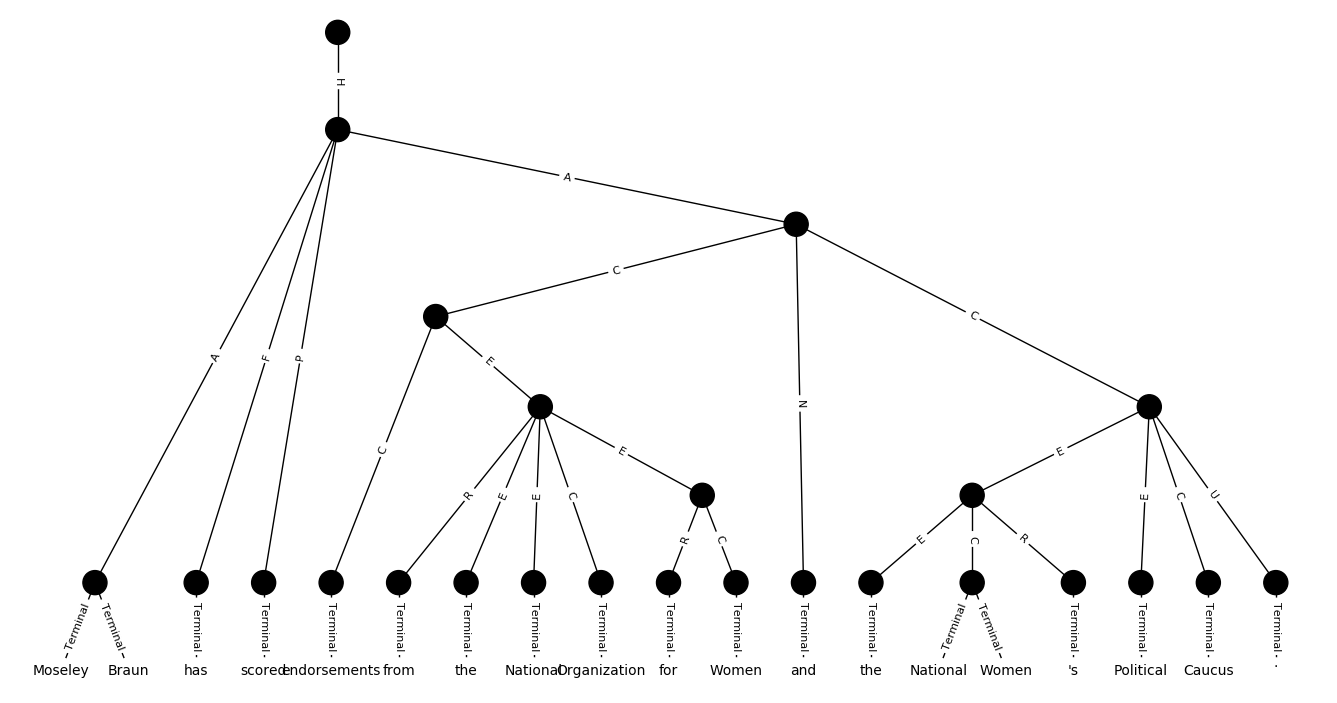 H
A
C
C
E
A
F
P
N
C
E
E
R
E
E
C
E
C
U
R
C
E
C
R
Terminal Terminal Terminal Terminal Terminal Terminal Terminal Terminal Terminal Terminal Terminal Terminal Terminal Terminal Terminal Terminal Terminal Terminal Terminal
Moseley Braun has scored endorsements from the National Organization for Women and the National Women 's Political Caucus .